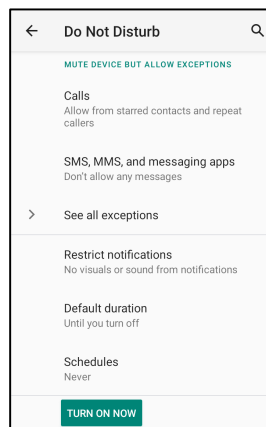 Do Not Disturb
MUTE DEVICE BUT ALLOW EXCEPTIONS
Calls
Allow from starred contacts and repeat
callers
SMS, MMS, and messaging apps
Don't allow any messages
See all exceptions
Restrict notifications
No visuals or sound from notifications
Default duration
Until you turn off
Schedules
Never
TURN ON NOW